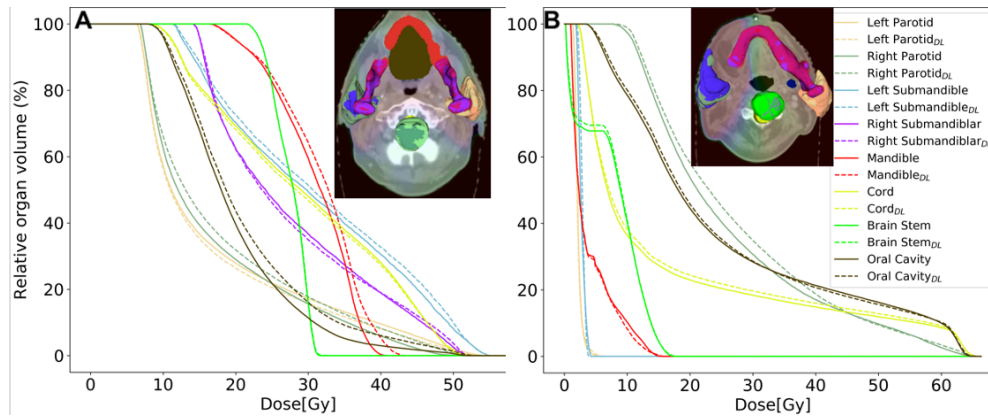 A
B
Relative organ volume (%)
100
80
60
40
20
0
0 10 20 30 40 50
Dose[Gy]
100
80
60
40
20
0
0 10 20 30 40 50 60
Dose[Gy]
Left Parotid
Left Parotid_DL
Right Parotid
Right Parotid_DL
Left Submandible
Left Submandible_DL
Right Submandiblar
Right Submandiblar_D
Mandible
Mandible_DL
Cord
Cord_DL
Brain Stem
Brain Stem_DL
Oral Cavity
Oral Cavity_DL